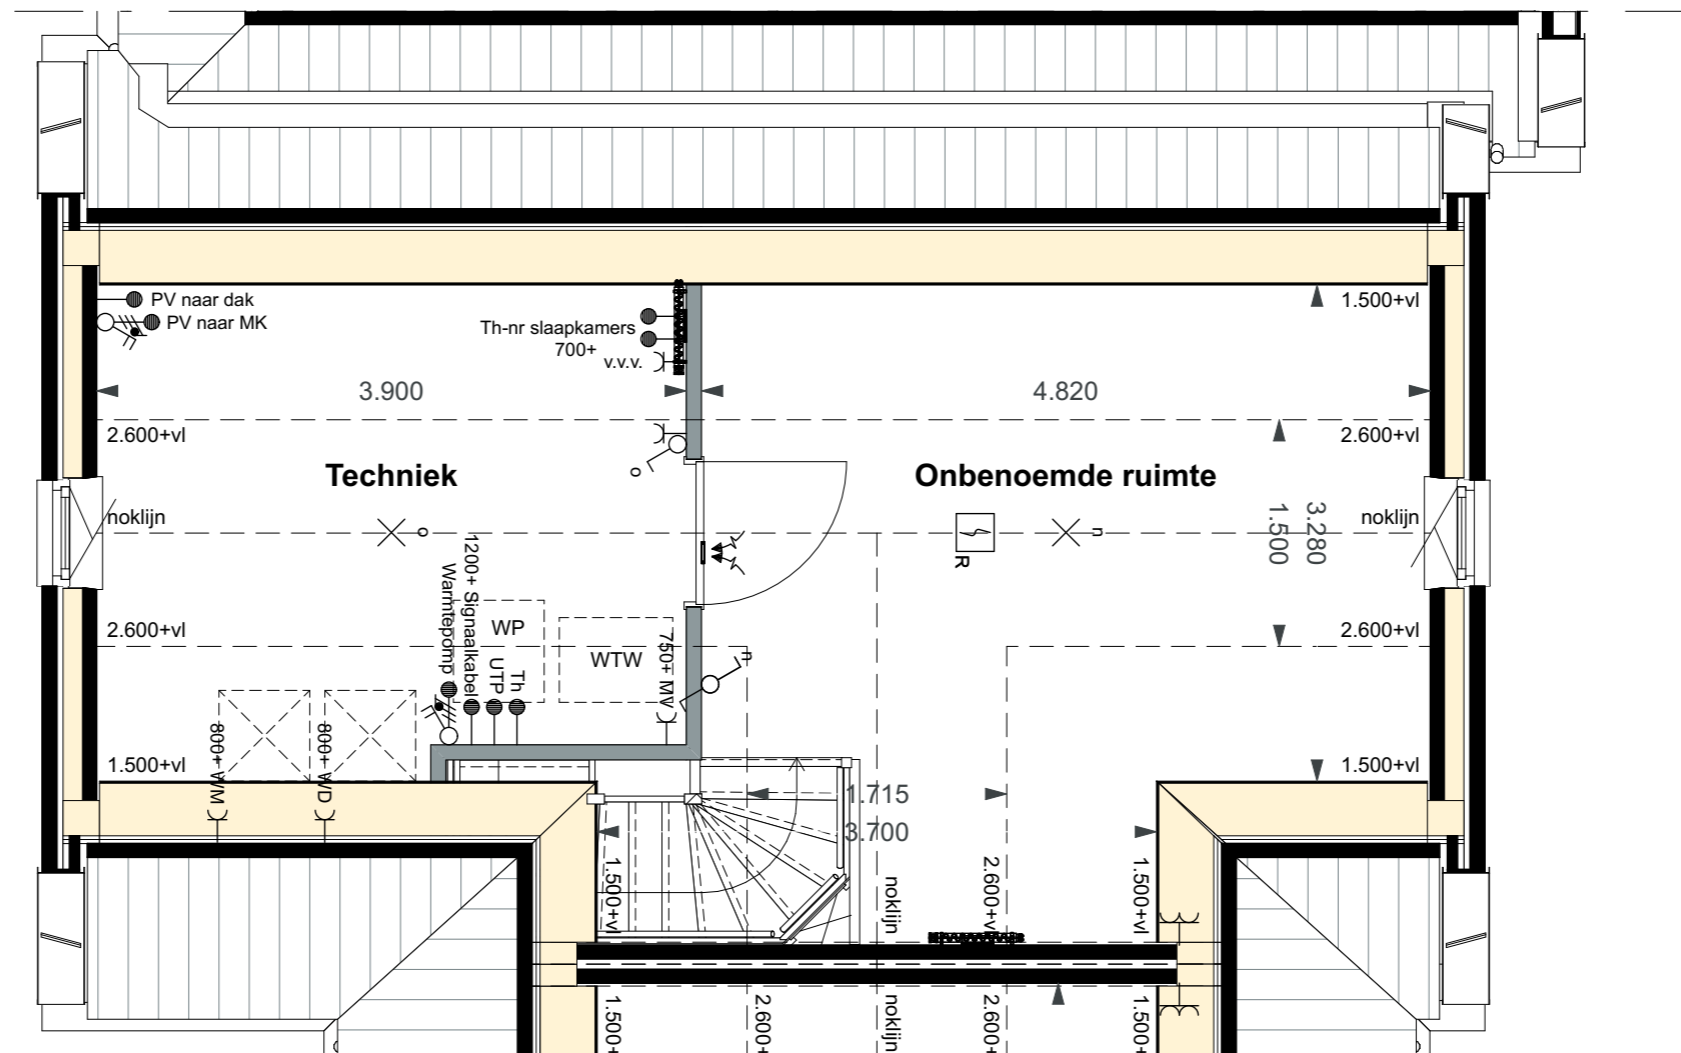 PV naar dak
PV naar MK
Th-nr slaapkamers
700+
v.v.v.
1.500+vl
3.900
4.820
2.600+vl
2.600+vl
o
Techniek
Onbenoemde ruimte
noklijn
o
R
n
1.500
3.280
noklijn
2.600+vl
2.600+vl
Warmtepomp
1200+ Signaalkabel
UTP
Th
WP
WTW
750+ MV
n
1.500+vl
800+ WM
800+ WD
1.500+vl
1.715
3.700
1.500+vl
noklijn
2.600+vl
1.500+vl
1.500+
2.600+
noklijn
2.600+
1.500+